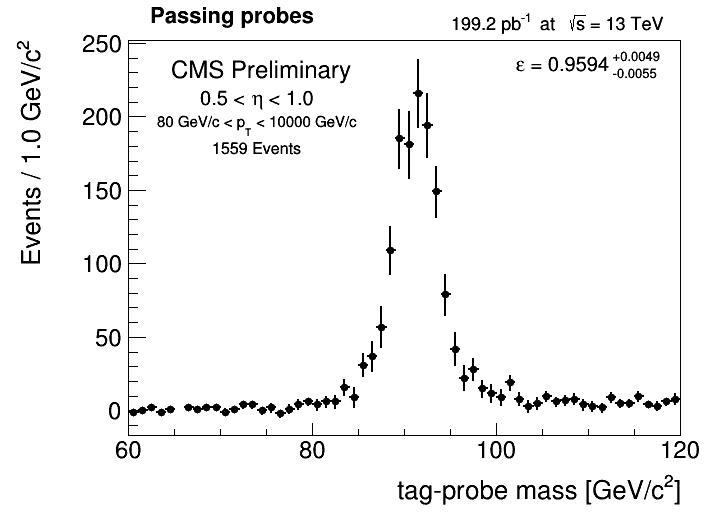 Passing probes
199.2 pb⁻¹ at √s = 13 TeV
CMS Preliminary
0.5 < η < 1.0
80 GeV/c < p_T < 10000 GeV/c
1559 Events
ε = 0.9594 +0.0049 -0.0055
Events / 1.0 GeV/c²
250
200
150
100
50
0
60 80 100 120
tag-probe mass [GeV/c²]